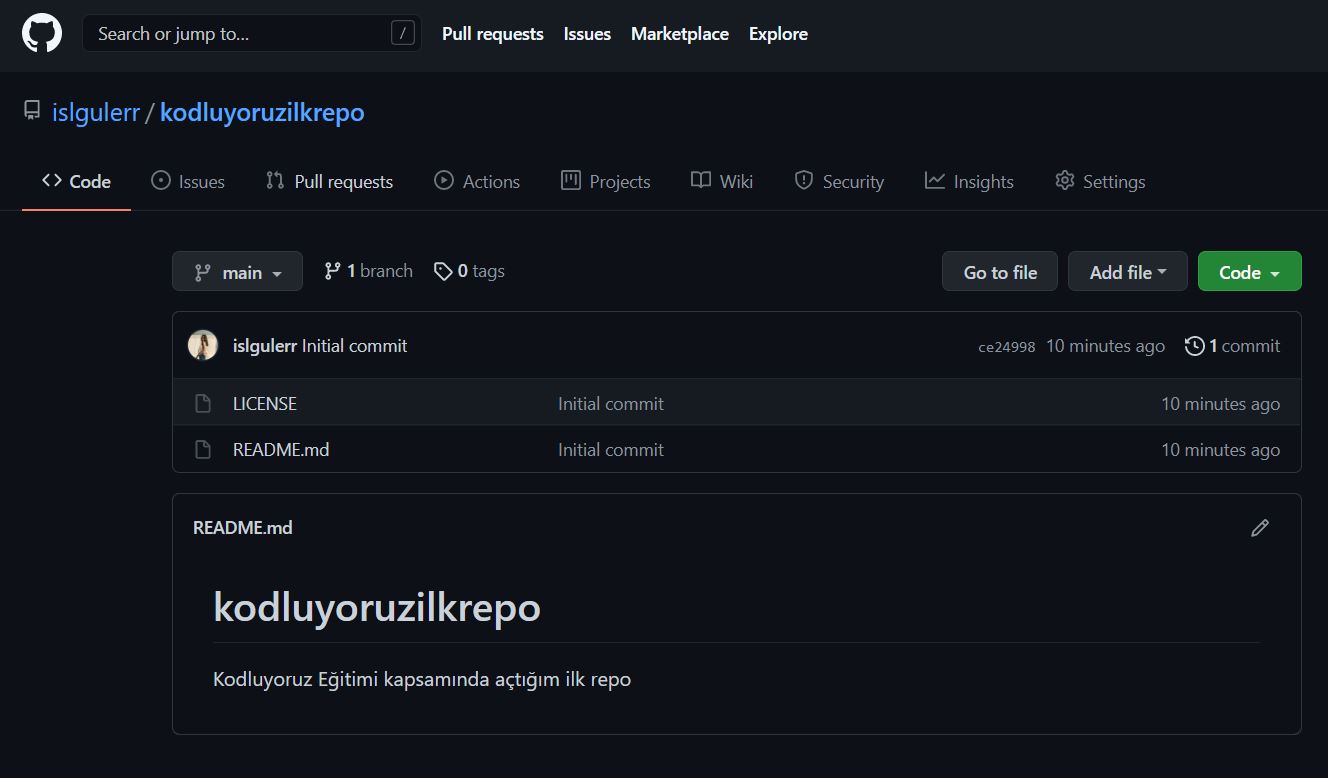 Search or jump to... / Pull requests Issues Marketplace Explore
islgulerr / kodluyoruzilkrepo
Code Issues Pull requests Actions Projects Wiki Security Insights Settings
main 1 branch 0 tags Go to file Add file Code
islgulerr Initial commit ce24998 10 minutes ago 1 commit
LICENSE Initial commit 10 minutes ago
README.md Initial commit 10 minutes ago
README.md
kodluyoruzilkrepo
Kodluyoruz Eğitimi kapsamında açtığım ilk repo